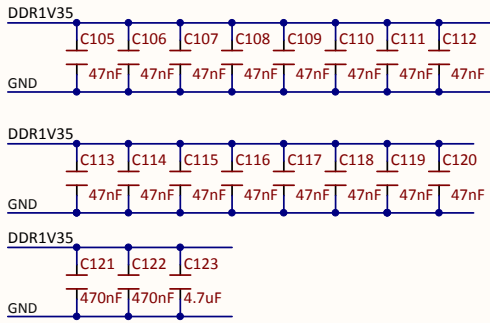 DDR1V35
C105 C106 C107 C108 C109 C110 C111 C112
47nF 47nF 47nF 47nF 47nF 47nF 47nF 47nF
GND
DDR1V35
C113 C114 C115 C116 C117 C118 C119 C120
47nF 47nF 47nF 47nF 47nF 47nF 47nF 47nF
GND
DDR1V35
C121 C122 C123
470nF 470nF 4.7uF
GND